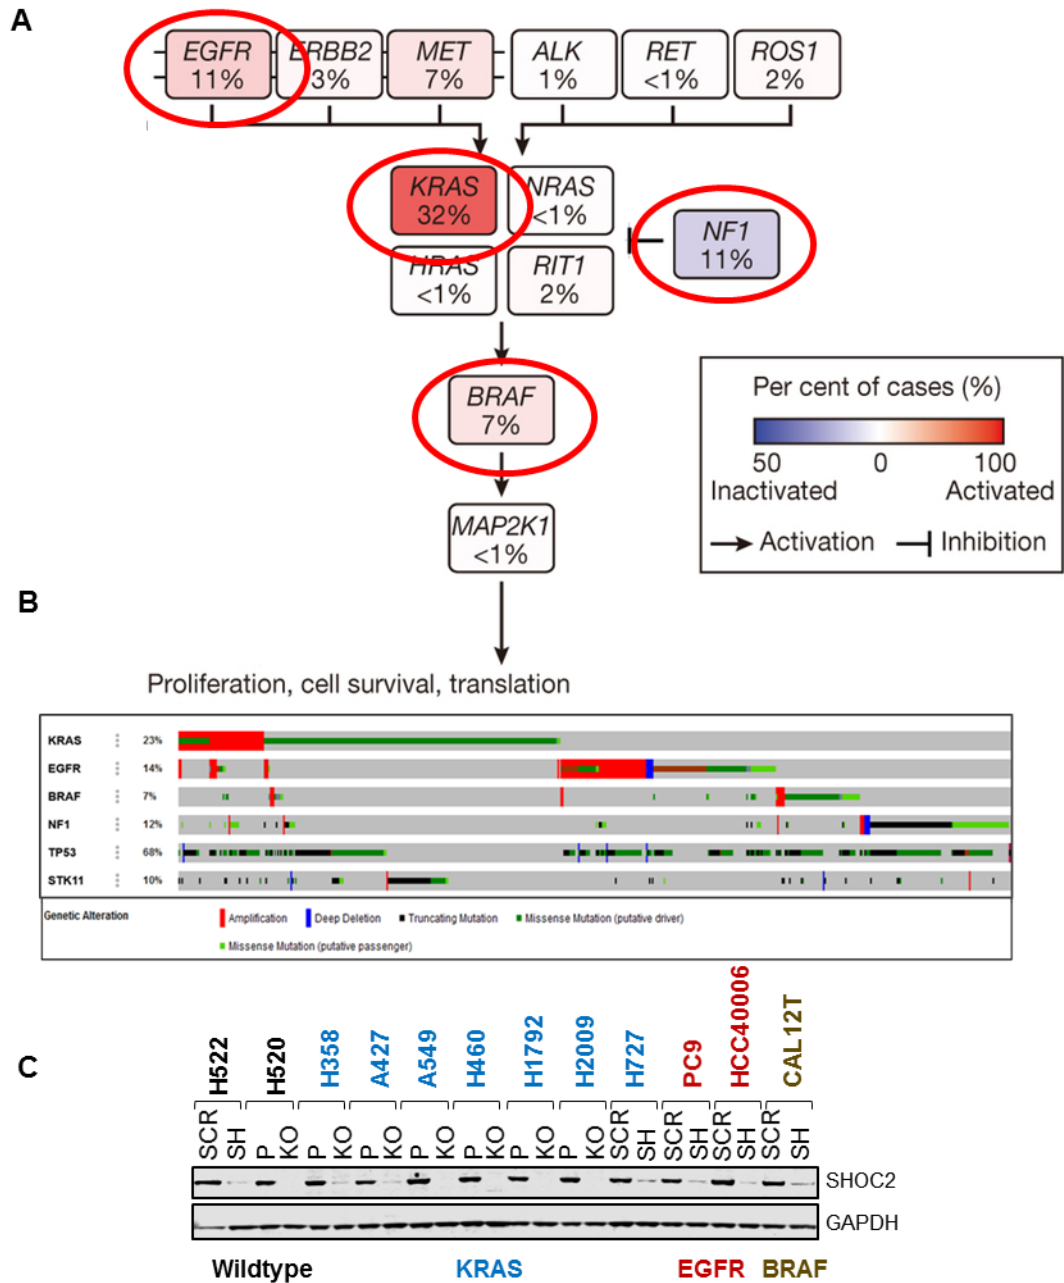 A
EGFR ERBB2 MET ALK RET ROS1
11% 3% 7% 1% <1% 2%
KRAS NRAS
32% <1%
NF1
11%
HRAS RIT1
<1% 2%
BRAF
7%
MAP2K1
<1%
Per cent of cases (%)
50 0 100
Inactivated Activated
Activation Inhibition
B
Proliferation, cell survival, translation
KRAS 23%
EGFR 14%
BRAF 7%
NF1 12%
TP53 68%
STK11 10%
Genetic Alteration Amplification Deep Deletion Truncating Mutation Missense Mutation (putative driver)
Missense Mutation (putative passenger)
C
H522 H520 H358 A427 A549 H460 H1792 H2009 H727 PC9 HCC40006 CAL12T
SCR SH P KO P KO P KO P KO P KO P KO P KO SCR SH SCR SH SCR SH SCR SH
SHOC2
GAPDH
Wildtype KRAS EGFR BRAF